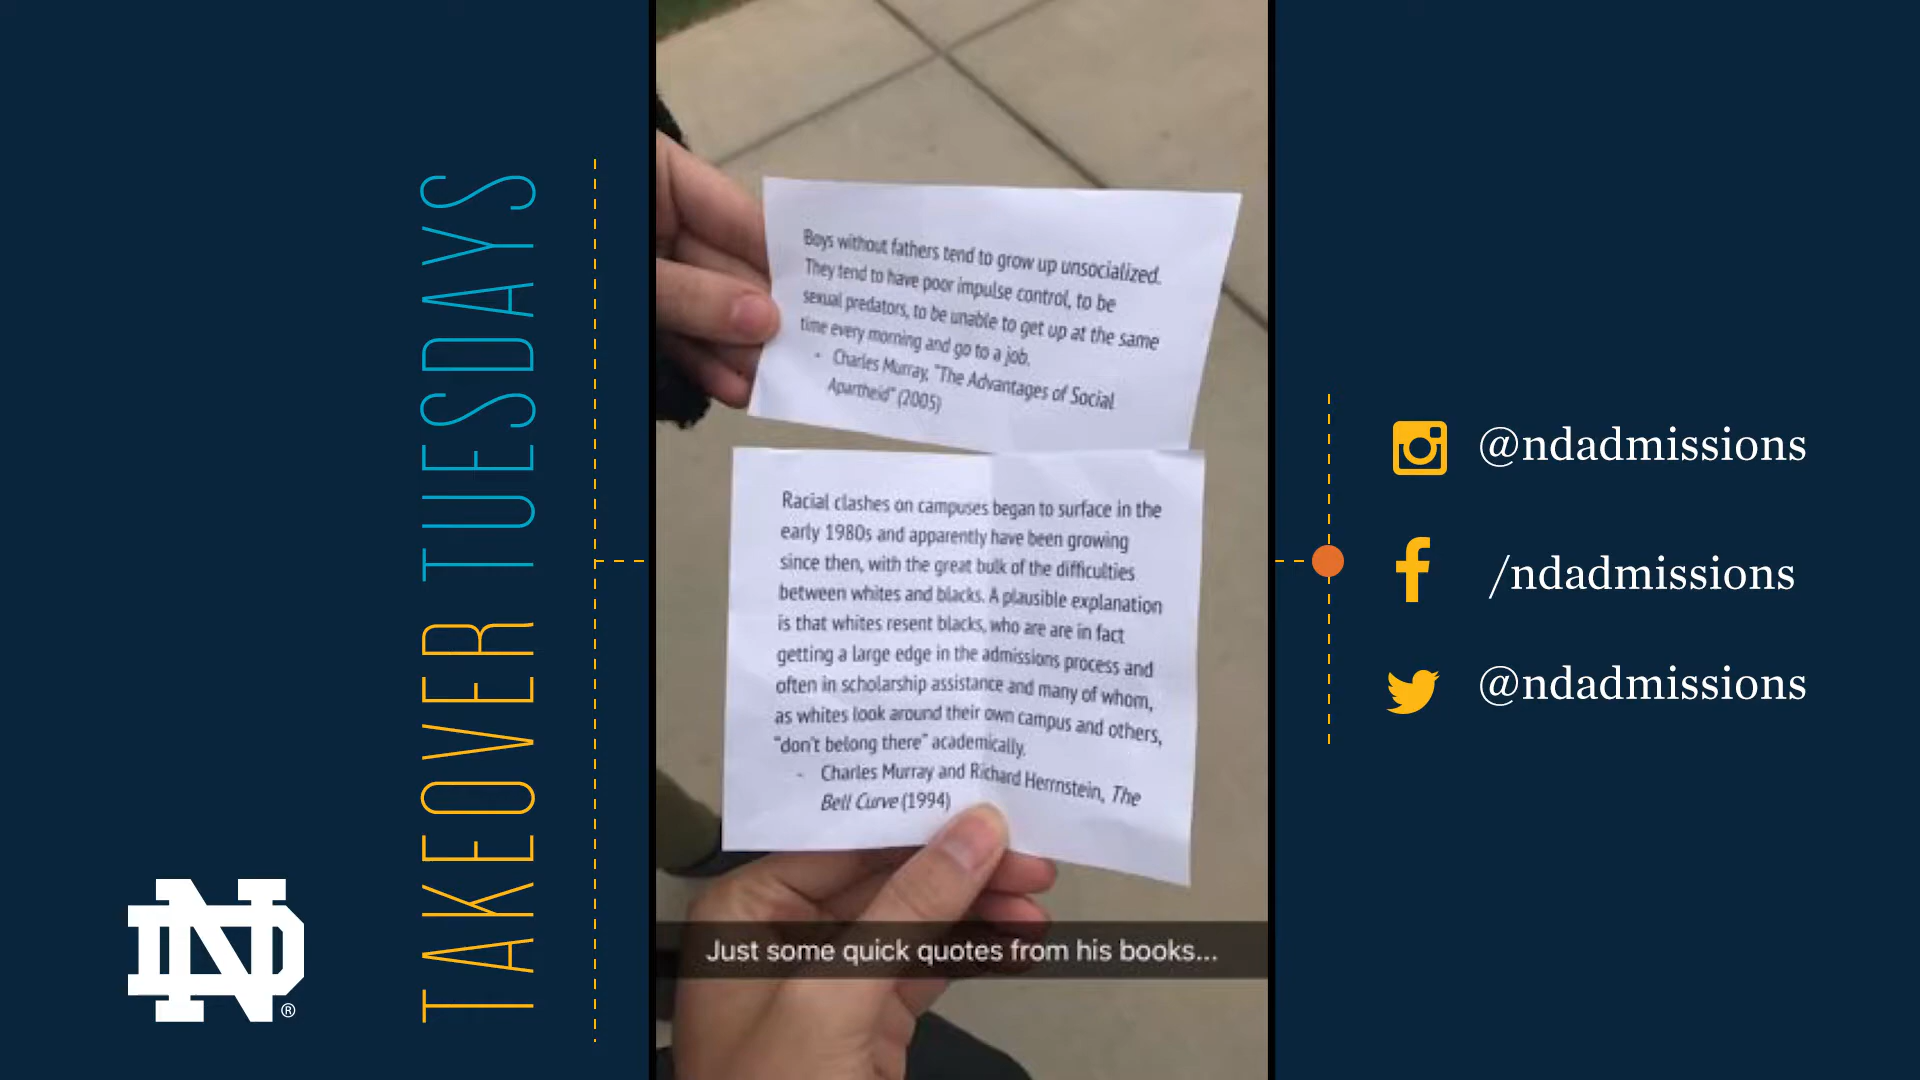 TAKEOVER TUESDAYS
ND
®
Boys without fathers tend to grow up unsocialized.
They tend to have poor impulse control, to be
sexual predators, to be unable to get up at the same
time every morning and go to a job.
- Charles Murray, "The Advantages of Social
Apartheid" (2005)
Racial clashes on campuses began to surface in the
early 1980s and apparently have been growing
since then, with the great bulk of the difficulties
between whites and blacks. A plausible explanation
is that whites resent blacks, who are are in fact
getting a large edge in the admissions process and
often in scholarship assistance and many of whom,
as whites look around their own campus and others,
"don't belong there" academically.
- Charles Murray and Richard Herrnstein, The
Bell Curve (1994)
Just some quick quotes from his books...
@ndadmissions
/ndadmissions
@ndadmissions